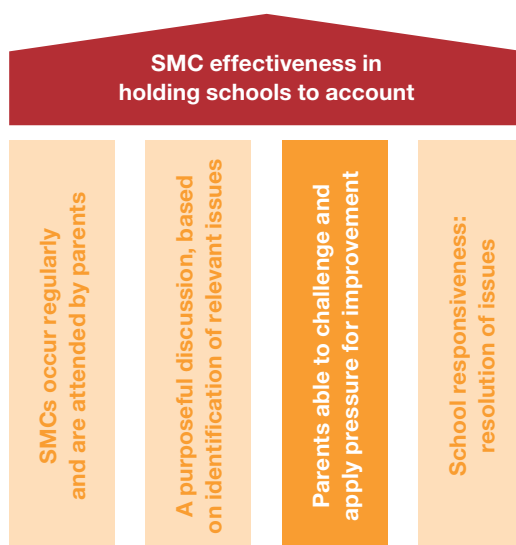 SMC effectiveness in
holding schools to account
SMCs occur regularly
and are attended by parents
A purposeful discussion, based
on identification of relevant issues
Parents able to challenge and
apply pressure for improvement
School responsiveness:
resolution of issues